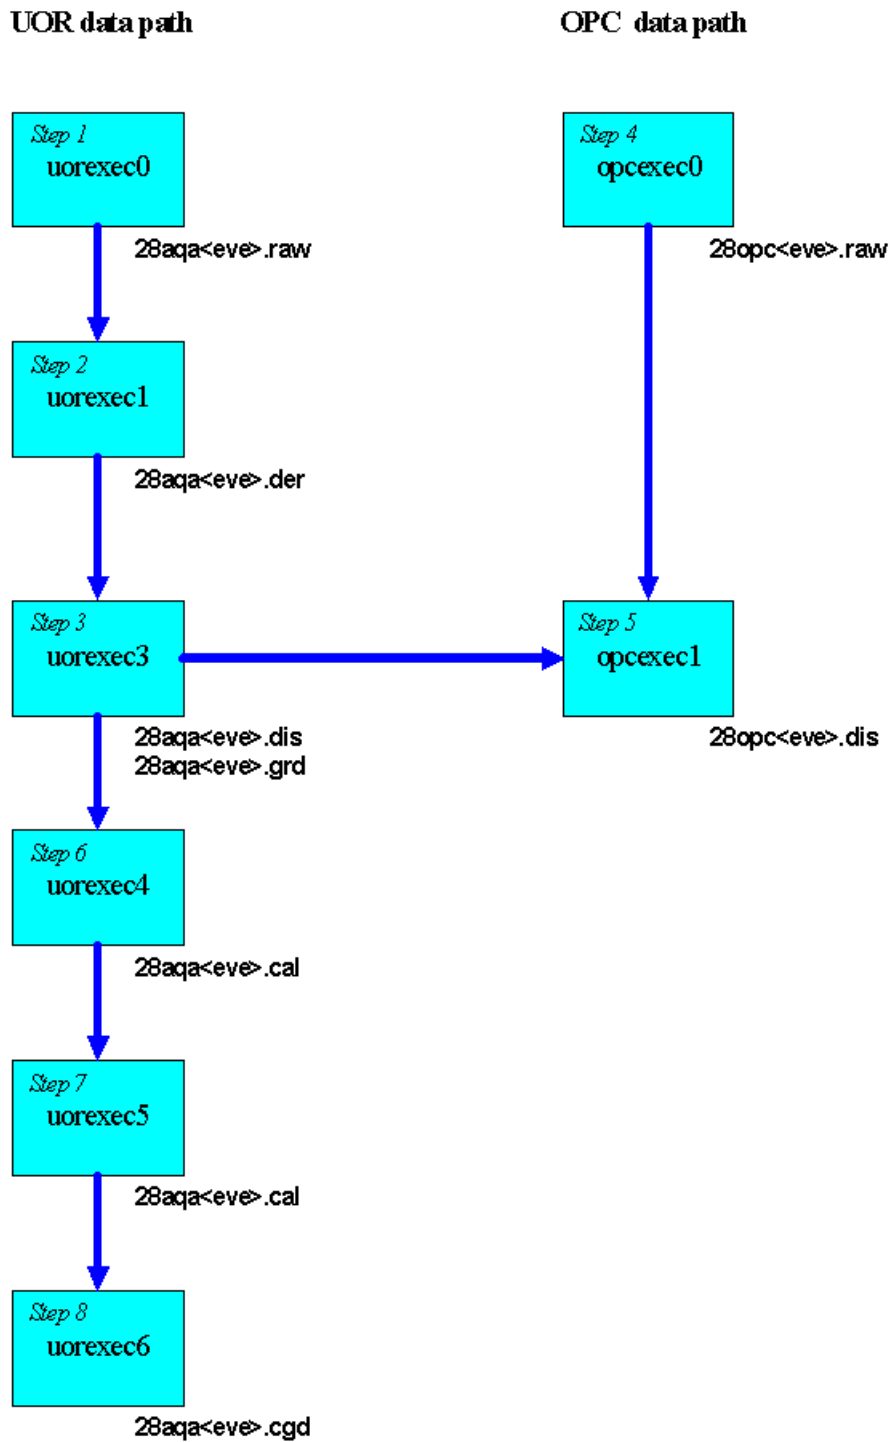 UOR data path
OPC data path
Step 1
uorexec0
28aqa<eve>.raw
Step 4
opcexec0
28opc<eve>.raw
Step 2
uorexec1
28aqa<eve>.der
Step 3
uorexec3
28aqa<eve>.dis
28aqa<eve>.grd
Step 5
opcexec1
28opc<eve>.dis
Step 6
uorexec4
28aqa<eve>.cal
Step 7
uorexec5
28aqa<eve>.cal
Step 8
uorexec6
28aqa<eve>.cgd